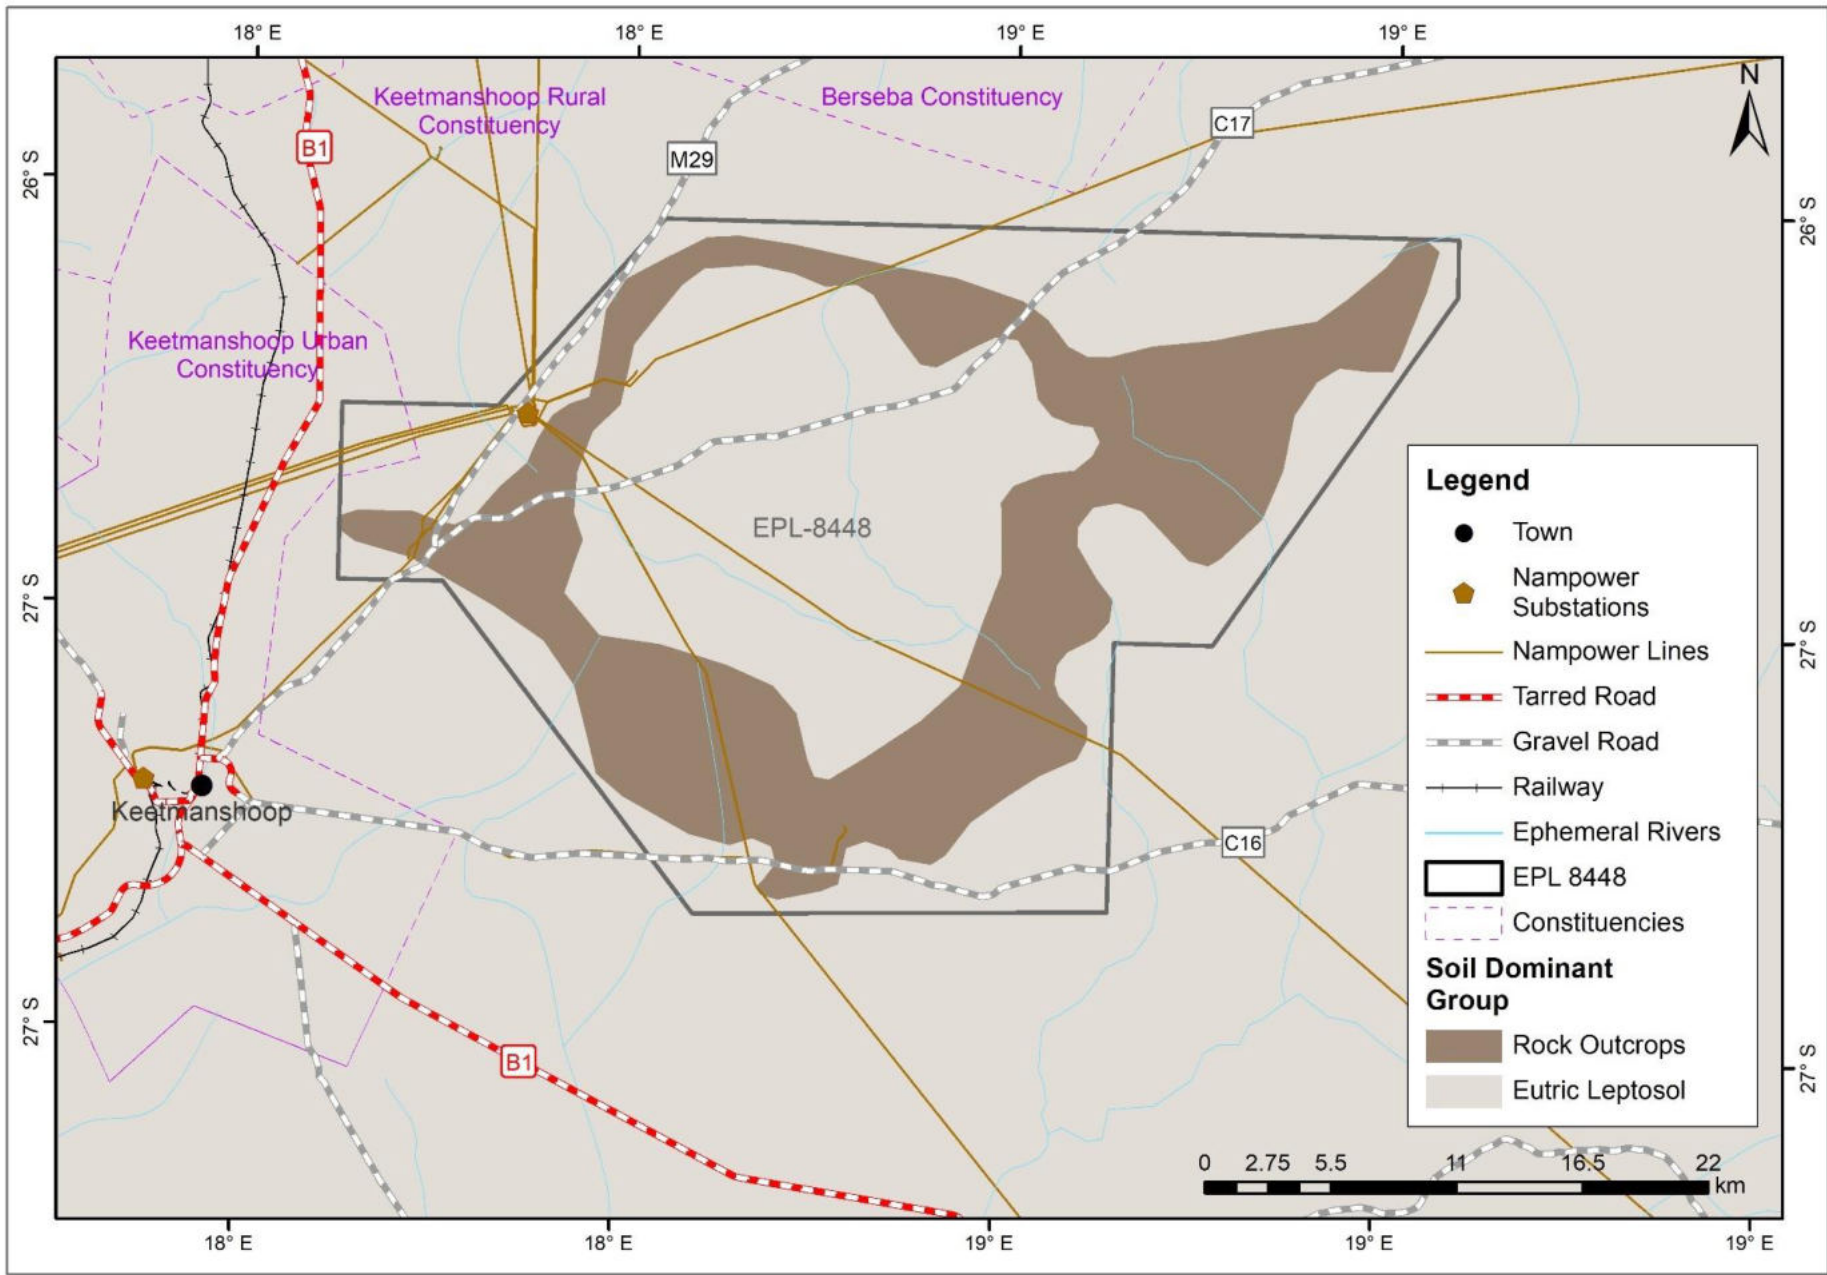 18° E
18° E
19° E
19° E
N
Keetmanshoop Rural
Constituency
Berseba Constituency
C17
B1
M29
26° S
26° S
Keetmanshoop Urban
Constituency
EPL-8448
27° S
27° S
Keetmanshoop
C16
27° S
27° S
B1
Legend
Town
Nampower
Substations
Nampower Lines
Tarred Road
Gravel Road
Railway
Ephemeral Rivers
EPL 8448
Constituencies
Soil Dominant
Group
Rock Outcrops
Eutric Leptosol
0 2.75 5.5 11 16.5 22
km
18° E
18° E
19° E
19° E
19° E